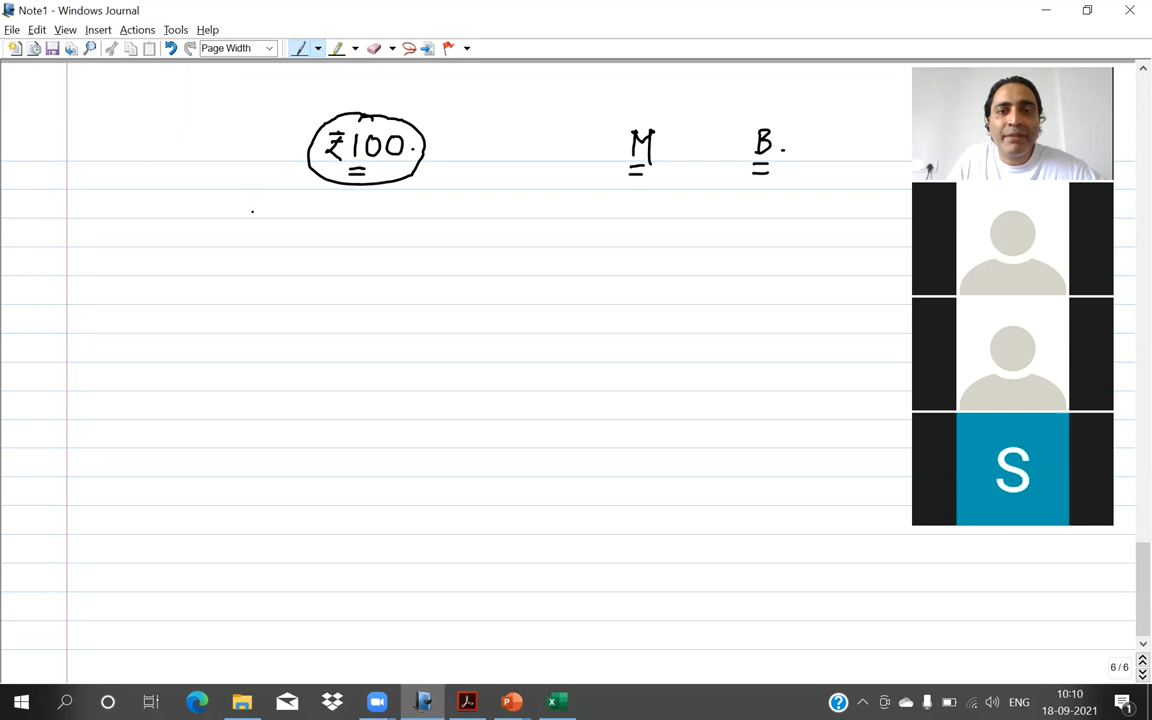 Note1 - Windows Journal
File Edit View Insert Actions Tools Help
Page Width
₹100.
M B.
S
6/6
ENG
10:10
18-09-2021
1